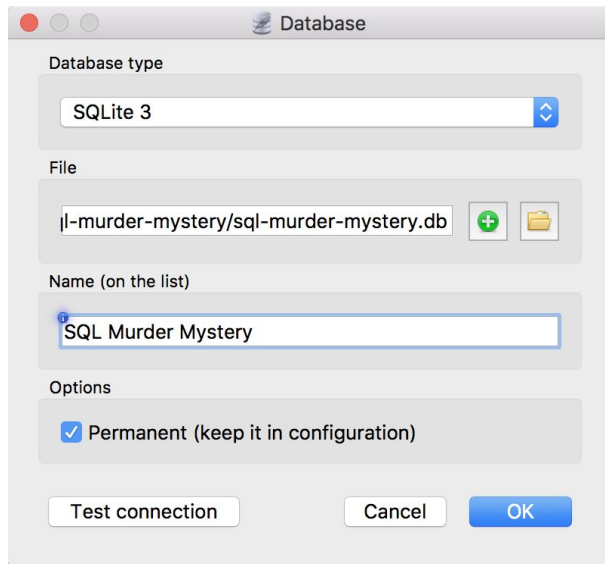 Database
Database type
SQLite 3
File
l-murder-mystery/sql-murder-mystery.db
Name (on the list)
SQL Murder Mystery
Options
Permanent (keep it in configuration)
Test connection Cancel OK